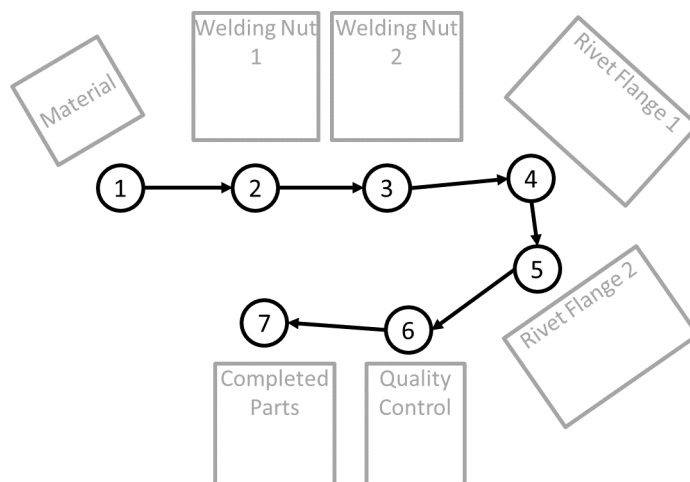 Welding Nut
1
Welding Nut
2
Material
Rivet Flange 1
1
2
3
4
5
6
7
Rivet Flange 2
Completed
Parts
Quality
Control